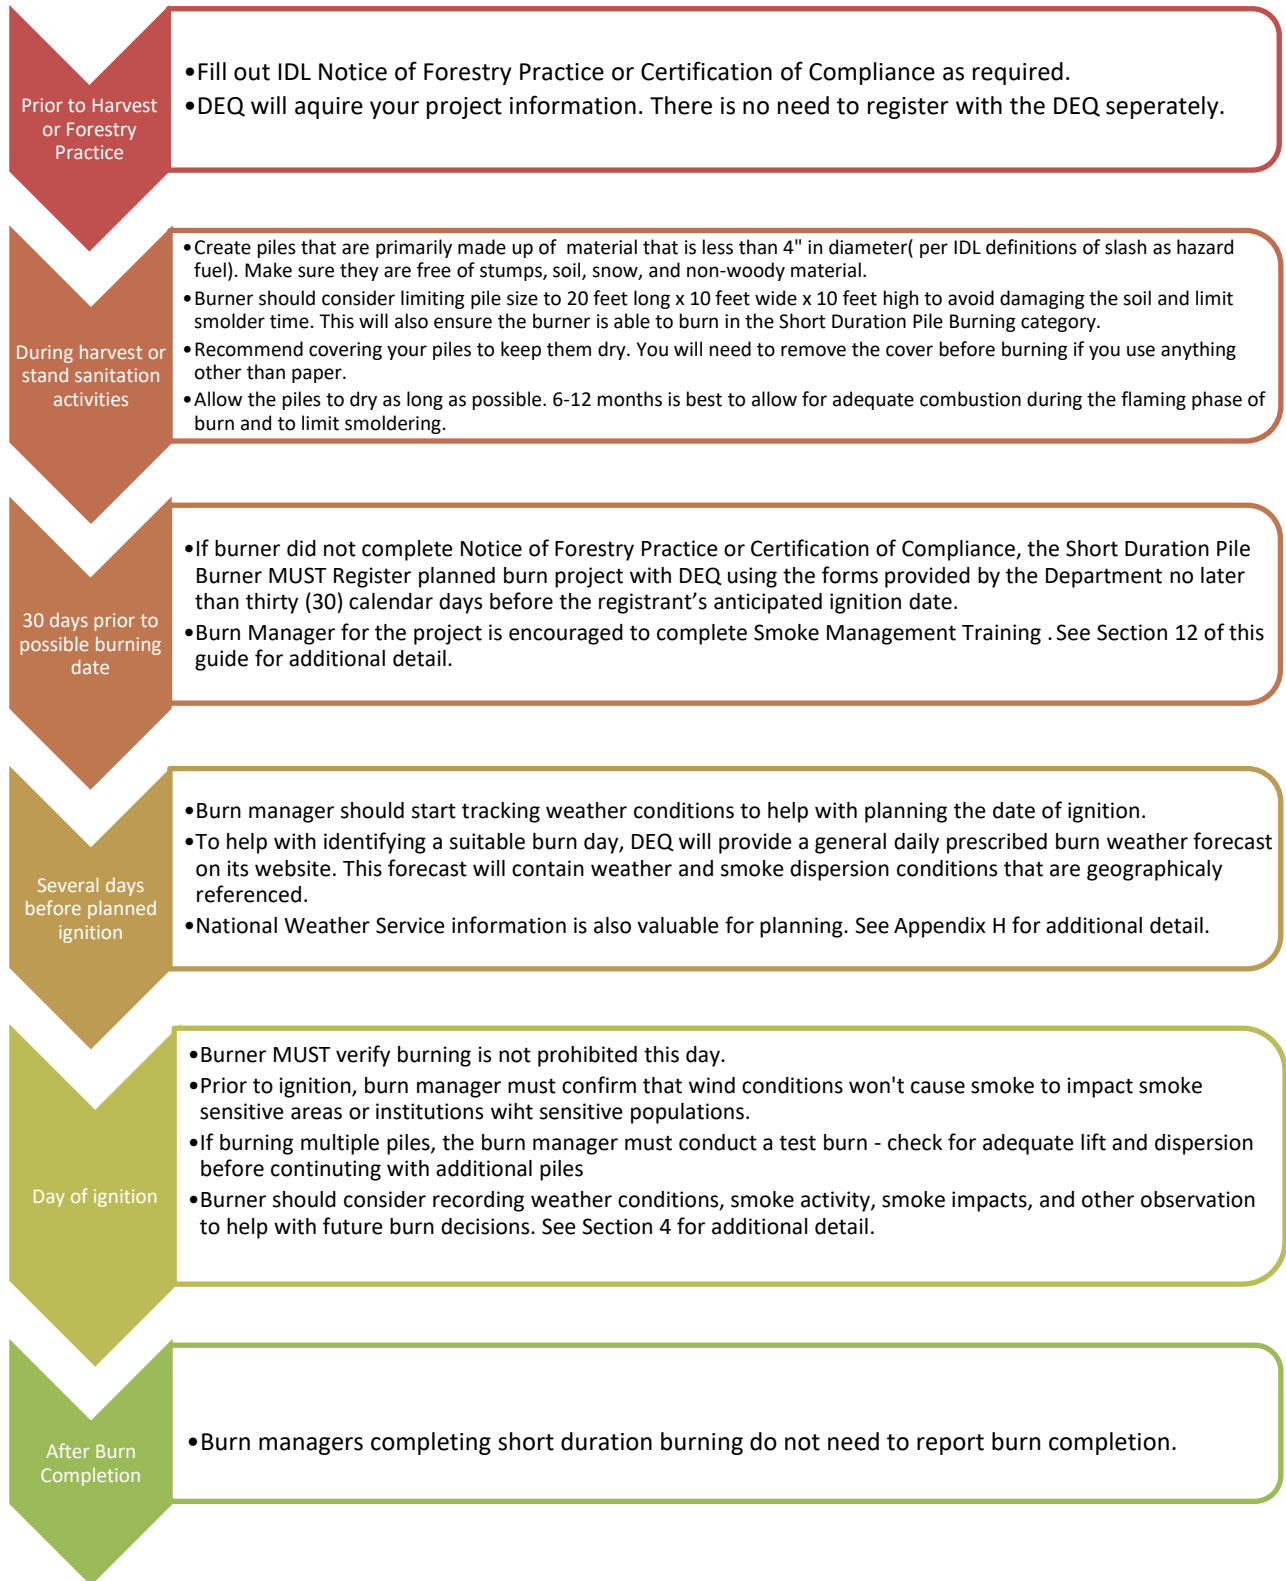 Prior to Harvest
or Forestry
Practice
•Fill out IDL Notice of Forestry Practice or Certification of Compliance as required.
•DEQ will aquire your project information. There is no need to register with the DEQ seperately.
During harvest or
stand sanitation
activities
•Create piles that are primarily made up of  material that is less than 4" in diameter( per IDL definitions of slash as hazard
fuel). Make sure they are free of stumps, soil, snow, and non-woody material.
•Burner should consider limiting pile size to 20 feet long x 10 feet wide x 10 feet high to avoid damaging the soil and limit
smolder time. This will also ensure the burner is able to burn in the Short Duration Pile Burning category.
•Recommend covering your piles to keep them dry. You will need to remove the cover before burning if you use anything
other than paper.
•Allow the piles to dry as long as possible. 6-12 months is best to allow for adequate combustion during the flaming phase of
burn and to limit smoldering.
30 days prior to
possible burning
date
•If burner did not complete Notice of Forestry Practice or Certification of Compliance, the Short Duration Pile
Burner MUST Register planned burn project with DEQ using the forms provided by the Department no later
than thirty (30) calendar days before the registrant’s anticipated ignition date.
•Burn Manager for the project is encouraged to complete Smoke Management Training . See Section 12 of this
guide for additional detail.
Several days
before planned
ignition
•Burn manager should start tracking weather conditions to help with planning the date of ignition.
•To help with identifying a suitable burn day, DEQ will provide a general daily prescribed burn weather forecast
on its website. This forecast will contain weather and smoke dispersion conditions that are geographicaly
referenced.
•National Weather Service information is also valuable for planning. See Appendix H for additional detail.
Day of ignition
•Burner MUST verify burning is not prohibited this day.
•Prior to ignition, burn manager must confirm that wind conditions won't cause smoke to impact smoke
sensitive areas or institutions wiht sensitive populations.
•If burning multiple piles, the burn manager must conduct a test burn - check for adequate lift and dispersion
before continuting with additional piles
•Burner should consider recording weather conditions, smoke activity, smoke impacts, and other observation
to help with future burn decisions. See Section 4 for additional detail.
After Burn
Completion
•Burn managers completing short duration burning do not need to report burn completion.